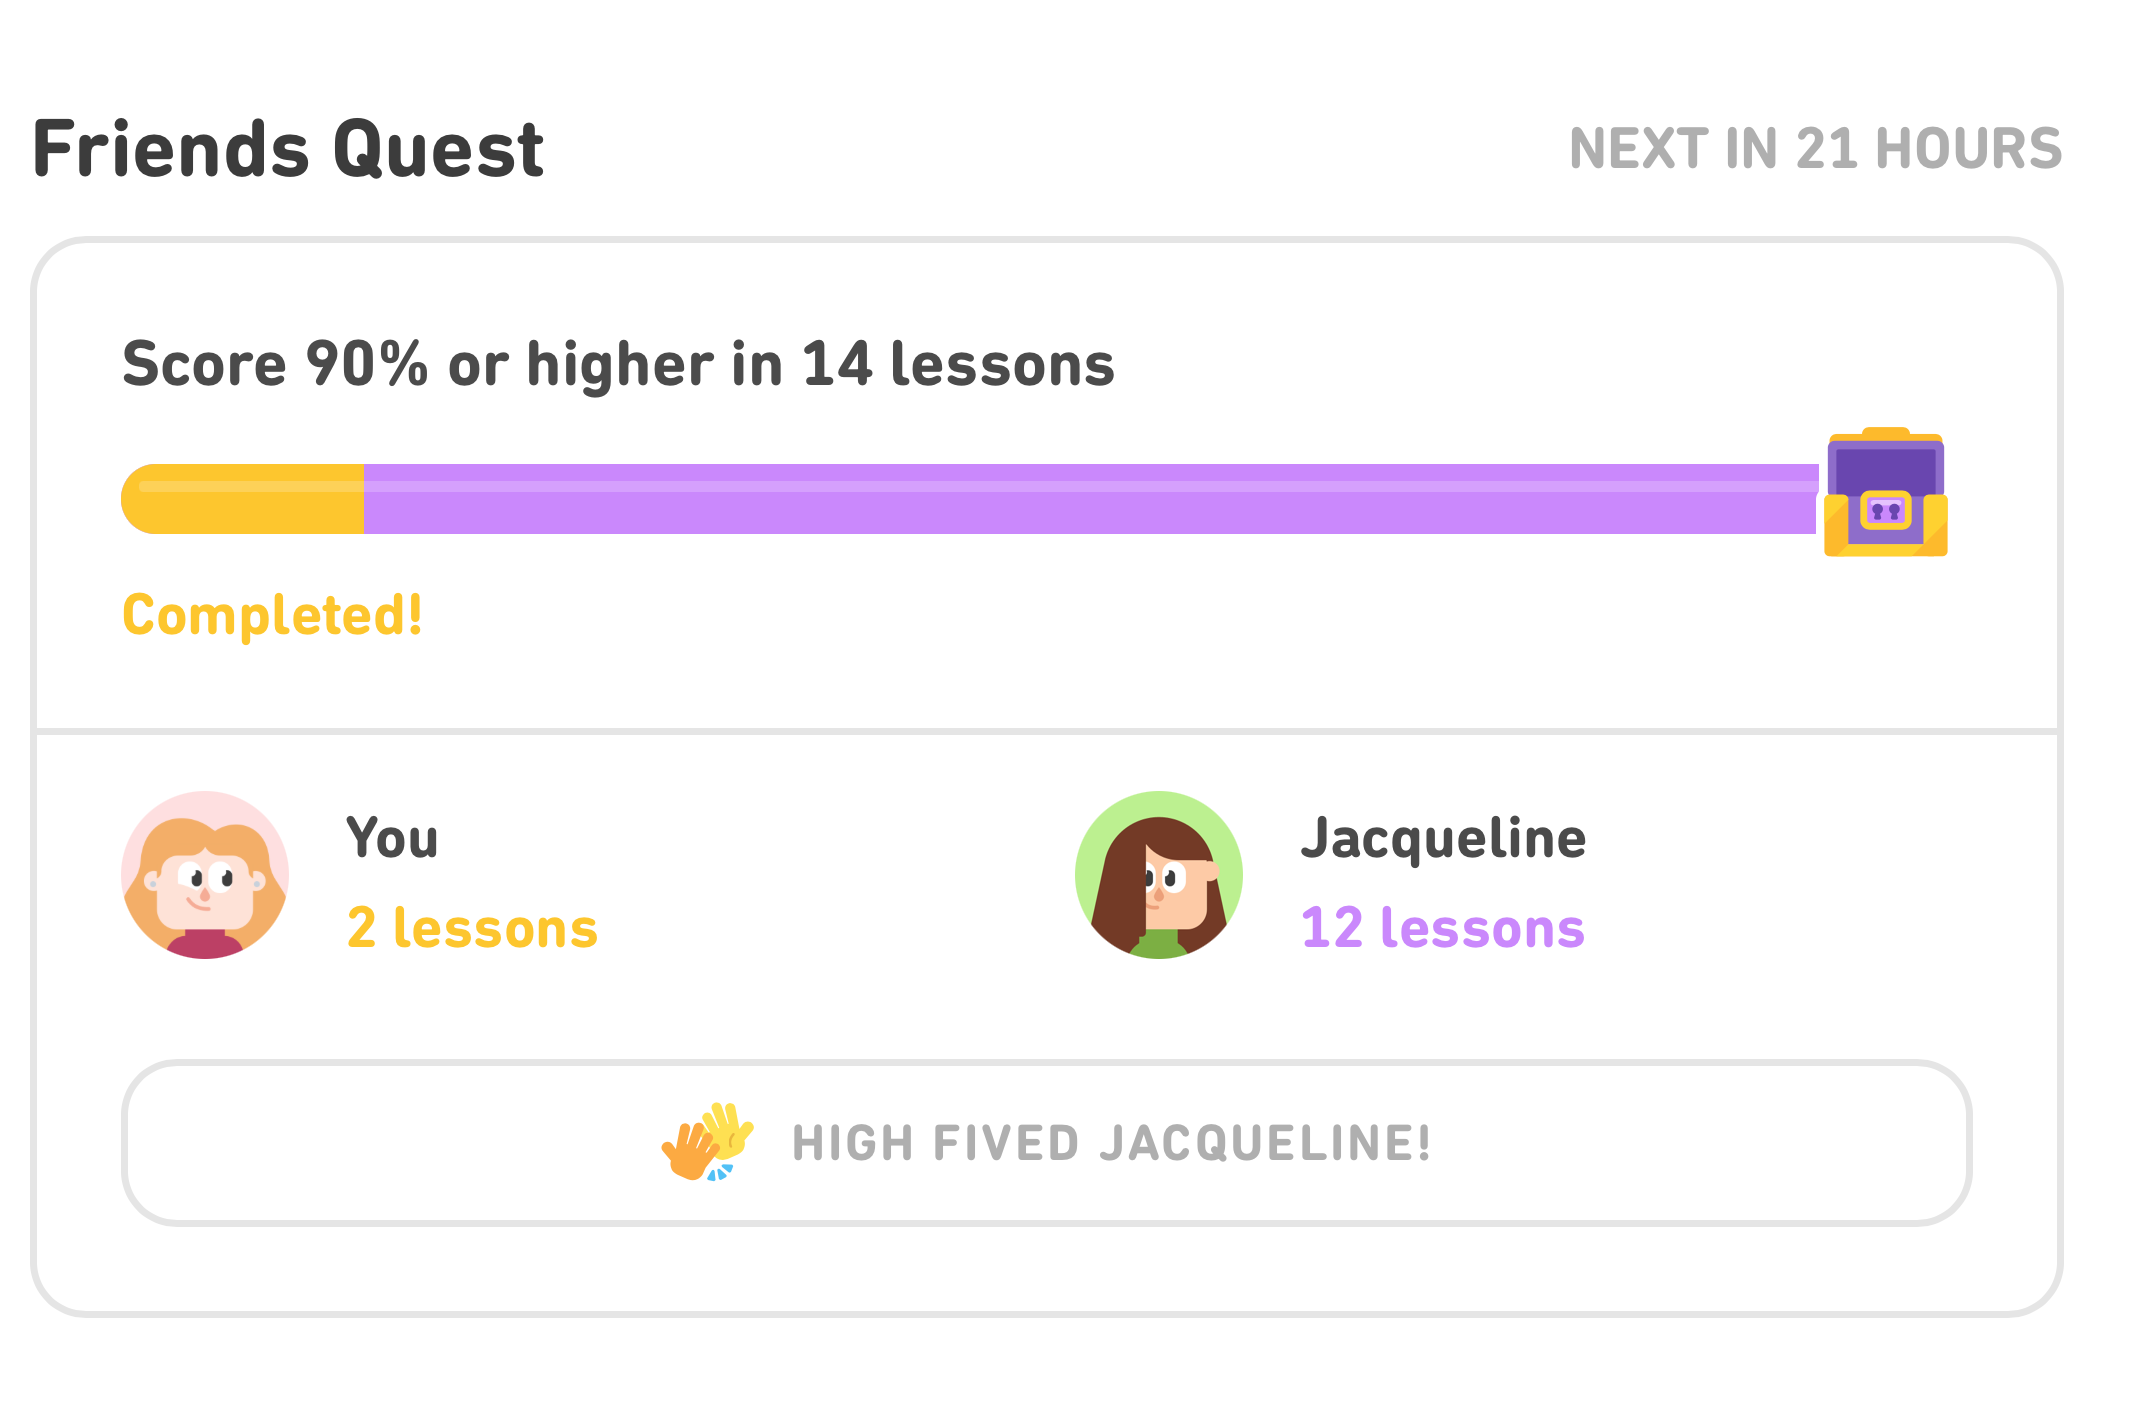 Friends Quest
NEXT IN 21 HOURS
Score 90% or higher in 14 lessons
Completed!
You
2 lessons
Jacqueline
12 lessons
HIGH FIVED JACQUELINE!